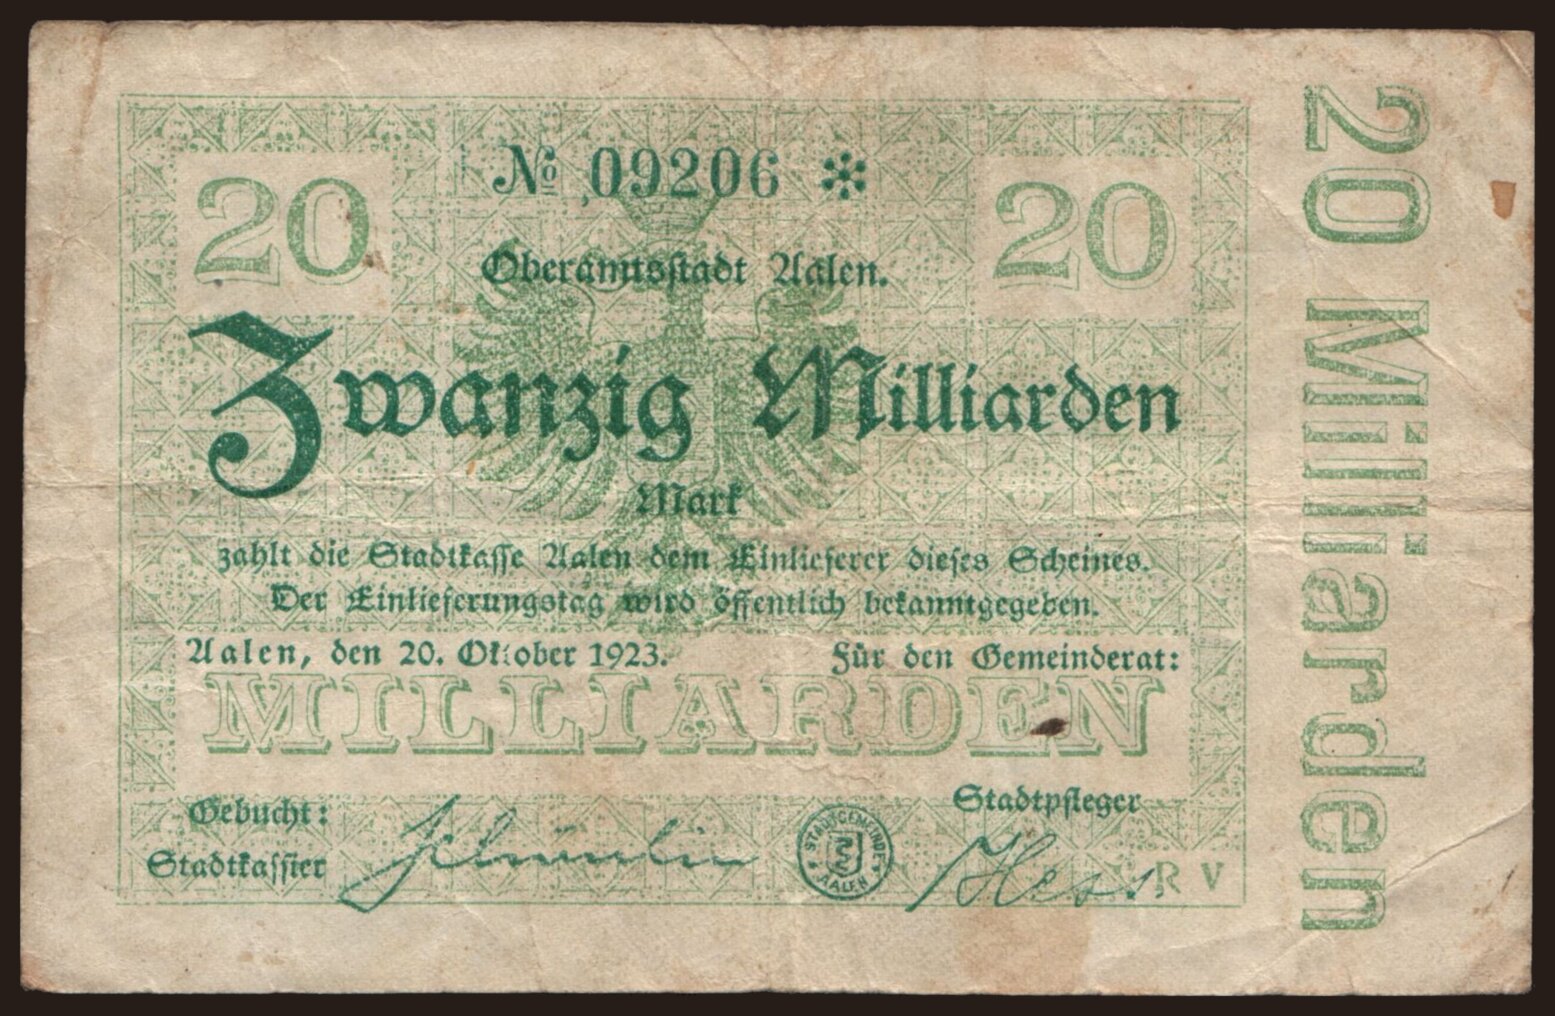 № 09206 *
20
20
Oberamtsstadt Aalen.
Zwanzig Milliarden
Mark
zahlt die Stadtkasse Aalen dem Einlieferer dieses Scheines.
Der Einlieferungstag wird öffentlich bekanntgegeben.
Aalen, den 20. Oktober 1923.
Für den Gemeinderat:
MILLIARDEN
Gebucht:
Stadtkassier
STADTGEMEINDE
AALEN
Stadtpfleger
Hess
R V
20 Milliarden